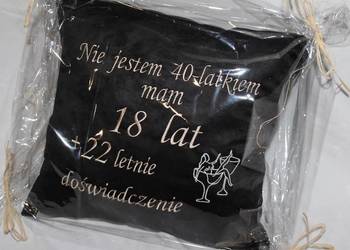 Nie jestem 40-latkiem
mam
18 lat
+ 22 letnie
doświadczenie